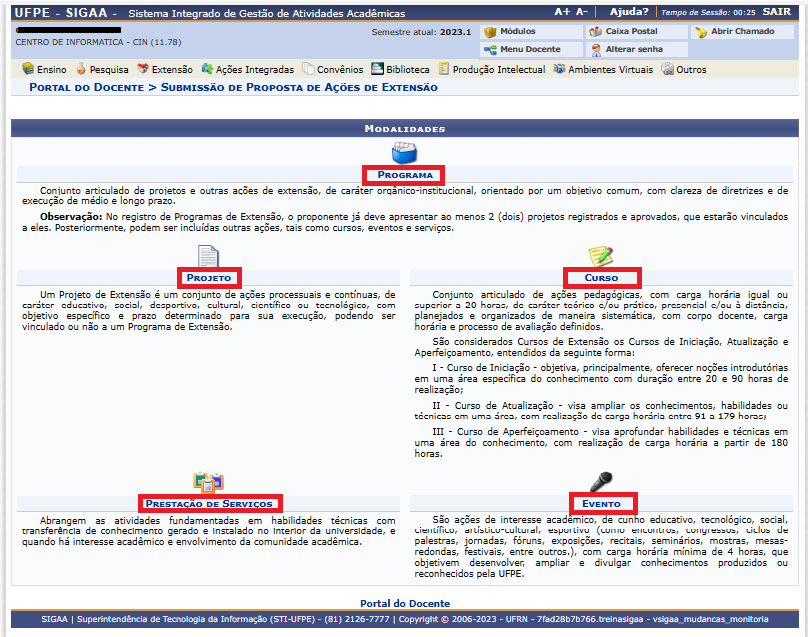 UFPE - SIGAA - Sistema Integrado de Gestão de Atividades Acadêmicas A+ A- | Ajuda? | Tempo de Sessão: 00:25 SAIR
CENTRO DE INFORMATICA - CIN (11.78)
Semestre atual: 2023.1
Módulos
Caixa Postal
Abrir Chamado
Menu Docente
Alterar senha
Ensino Pesquisa Extensão Ações Integradas Convênios Biblioteca Produção Intelectual Ambientes Virtuais Outros
Portal do Docente > Submissão de Proposta de Ações de Extensão
Modalidades
Programa
Conjunto articulado de projetos e outras ações de extensão, de caráter orgânico-institucional, orientado por um objetivo comum, com clareza de diretrizes e de
execução de médio e longo prazo.
Observação: No registro de Programas de Extensão, o proponente já deve apresentar ao menos 2 (dois) projetos registrados e aprovados, que estarão vinculados
a eles. Posteriormente, podem ser incluídas outras ações, tais como cursos, eventos e serviços.
Projeto
Um Projeto de Extensão é um conjunto de ações processuais e contínuas, de
caráter educativo, social, desportivo, cultural, científico ou tecnológico, com
objetivo específico e prazo determinado para sua execução, podendo ser
vinculado ou não a um Programa de Extensão.
Curso
Conjunto articulado de ações pedagógicas, com carga horária igual ou
superior a 20 horas, de caráter teórico e/ou prático, presencial e/ou à distância,
planejados e organizados de maneira sistemática, com corpo docente, carga
horária e processo de avaliação definidos.
São considerados Cursos de Extensão os Cursos de Iniciação, Atualização e
Aperfeiçoamento, entendidos da seguinte forma:
I - Curso de Iniciação - objetiva, principalmente, oferecer noções introdutórias
em uma área específica do conhecimento com duração entre 20 e 90 horas de
realização;
II - Curso de Atualização - visa ampliar os conhecimentos, habilidades ou
técnicas em uma área, com realização de carga horária entre 91 a 179 horas;
III - Curso de Aperfeiçoamento - visa aprofundar habilidades e técnicas em
uma área do conhecimento, com realização de carga horária a partir de 180
horas.
Prestação de Serviços
Abrangem as atividades fundamentadas em habilidades técnicas com
transferência de conhecimento gerado e instalado no interior da universidade, e
quando há interesse acadêmico e envolvimento da comunidade acadêmica.
Evento
São ações de interesse acadêmico, de cunho educativo, tecnológico, social,
científico, artístico-cultural, esportivo (como encontros, congressos, ciclos de
palestras, jornadas, fóruns, exposições, recitais, seminários, mostras, mesas-
redondas, festivais, entre outros.), com carga horária mínima de 4 horas, que
objetivem desenvolver, ampliar e divulgar conhecimentos produzidos ou
reconhecidos pela UFPE.
Portal do Docente
SIGAA | Superintendência de Tecnologia da Informação (STI-UFPE) - (81) 2126-7777 | Copyright © 2006-2023 - UFRN - 7fad28b7b766.treinasigaa - vsigaa_mudancas_monitoria